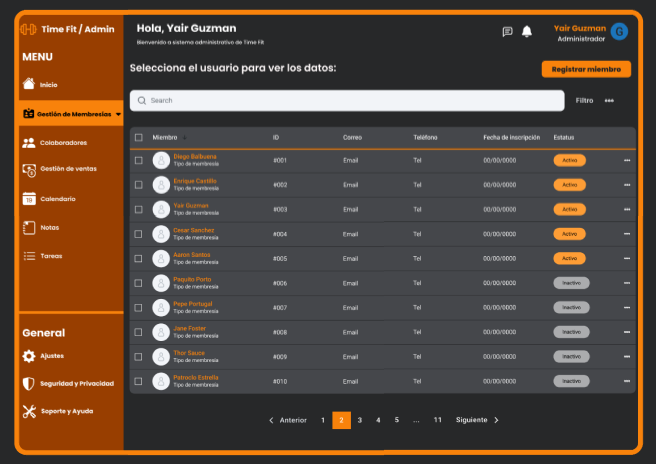 Time Fit / Admin
MENU
Inicio
Gestión de Membresías
Colaboradores
Gestión de ventas
19 Calendario
Notas
Tareas
General
Ajustes
Seguridad y Privacidad
Soporte y Ayuda
Hola, Yair Guzman
Bienvenido a sistema administrativo de Time Fit
Yair Guzman
Administrador
G
Selecciona el usuario para ver los datos:
Registrar miembro
Search
Filtro
Miembro ID Correo Teléfono Fecha de inscripción Estatus
Diego Balbuena
Tipo de membresía
#001 Email Tel 00/00/0000 Activo
Enrique Castillo
Tipo de membresía
#002 Email Tel 00/00/0000 Activo
Yair Guzman
Tipo de membresía
#003 Email Tel 00/00/0000 Activo
Cesar Sanchez
Tipo de membresía
#004 Email Tel 00/00/0000 Activo
Aaron Santos
Tipo de membresía
#005 Email Tel 00/00/0000 Activo
Paquito Porto
Tipo de membresía
#006 Email Tel 00/00/0000 Inactivo
Pepe Portugal
Tipo de membresía
#007 Email Tel 00/00/0000 Inactivo
Jane Foster
Tipo de membresía
#008 Email Tel 00/00/0000 Inactivo
Thor Sauce
Tipo de membresía
#009 Email Tel 00/00/0000 Inactivo
Patrocio Estrella
Tipo de membresía
#010 Email Tel 00/00/0000 Inactivo
< Anterior 1 2 3 4 5 ... 11 Siguiente >